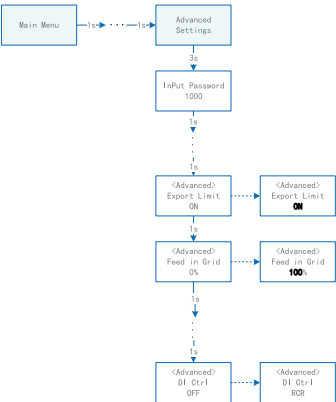 Main Menu
1s
1s
Advanced
Settings
3s
InPut Password
1000
1s
1s
<Advanced>
Export Limit
ON
<Advanced>
Export Limit
ON
1s
<Advanced>
Feed in Grid
0%
<Advanced>
Feed in Grid
100%
1s
1s
<Advanced>
DI Ctrl
OFF
<Advanced>
DI Ctrl
RCR